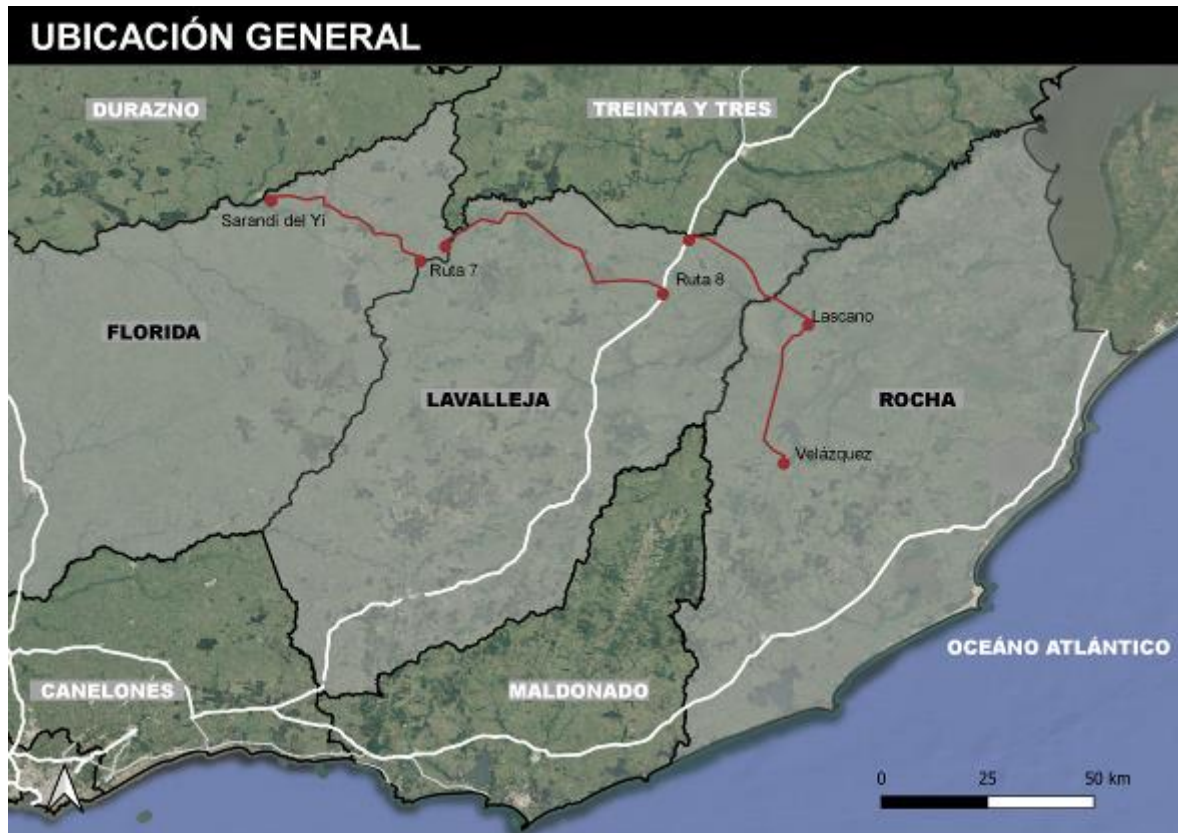 UBICACIÓN GENERAL
DURAZNO
TREINTA Y TRES
Sarandí del Yí
Ruta 7
Ruta 8
FLORIDA
Lascano
LAVALLEJA
ROCHA
Velázquez
OCEÁNO ATLÁNTICO
CANELONES
MALDONADO
0 25 50 km